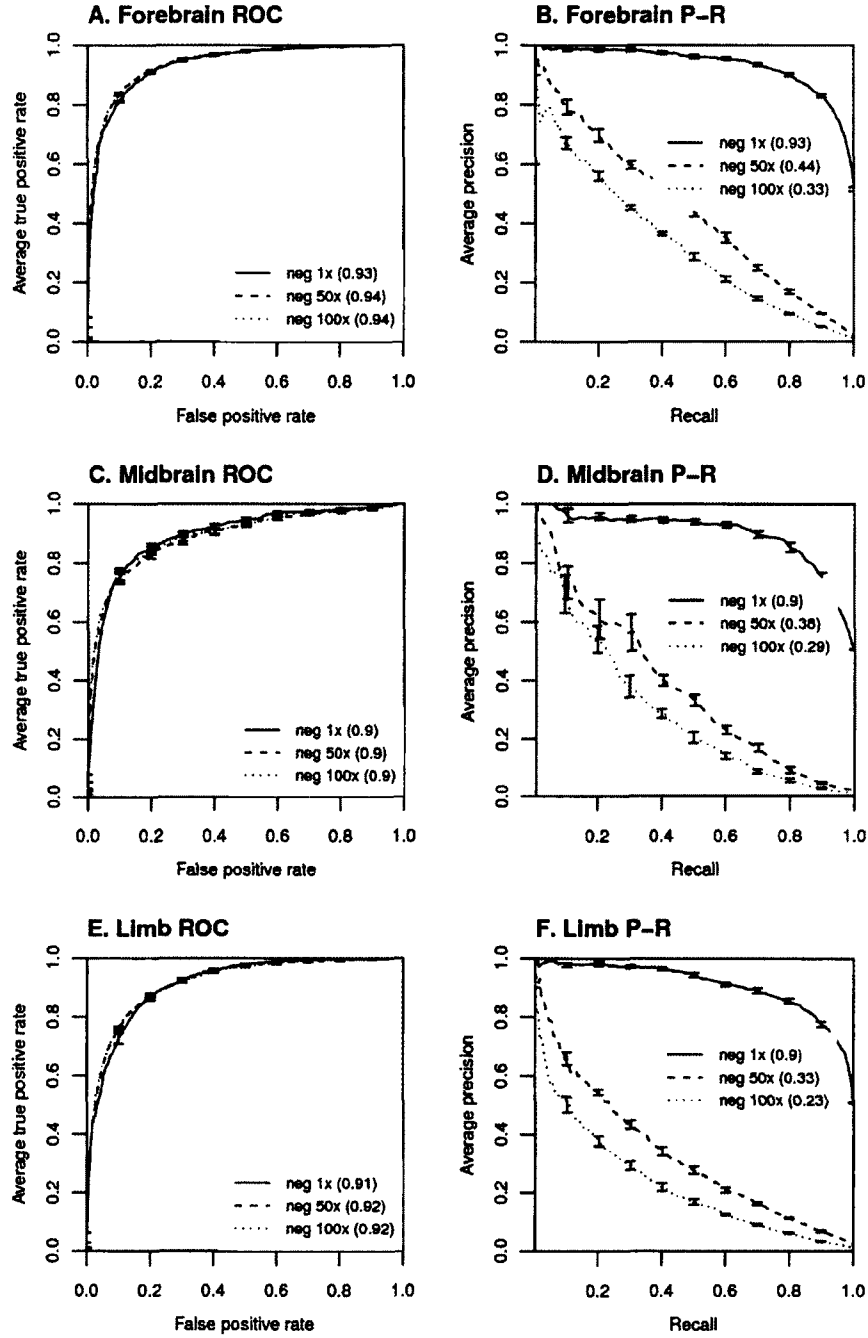 A. Forebrain ROC
Average true positive rate
1.0
0.8
0.6
0.4
0.2
0.0
neg 1x (0.93)
neg 50x (0.94)
neg 100x (0.94)
0.0 0.2 0.4 0.6 0.8 1.0
False positive rate
B. Forebrain P-R
Average precision
1.0
0.8
0.6
0.4
0.2
0.0
neg 1x (0.93)
neg 50x (0.44)
neg 100x (0.33)
0.2 0.4 0.6 0.8 1.0
Recall
C. Midbrain ROC
Average true positive rate
1.0
0.8
0.6
0.4
0.2
0.0
neg 1x (0.9)
neg 50x (0.9)
neg 100x (0.9)
0.0 0.2 0.4 0.6 0.8 1.0
False positive rate
D. Midbrain P-R
Average precision
1.0
0.8
0.6
0.4
0.2
0.0
neg 1x (0.9)
neg 50x (0.38)
neg 100x (0.29)
0.2 0.4 0.6 0.8 1.0
Recall
E. Limb ROC
Average true positive rate
1.0
0.8
0.6
0.4
0.2
0.0
neg 1x (0.91)
neg 50x (0.92)
neg 100x (0.92)
0.0 0.2 0.4 0.6 0.8 1.0
False positive rate
F. Limb P-R
Average precision
1.0
0.8
0.6
0.4
0.2
0.0
neg 1x (0.9)
neg 50x (0.33)
neg 100x (0.23)
0.2 0.4 0.6 0.8 1.0
Recall